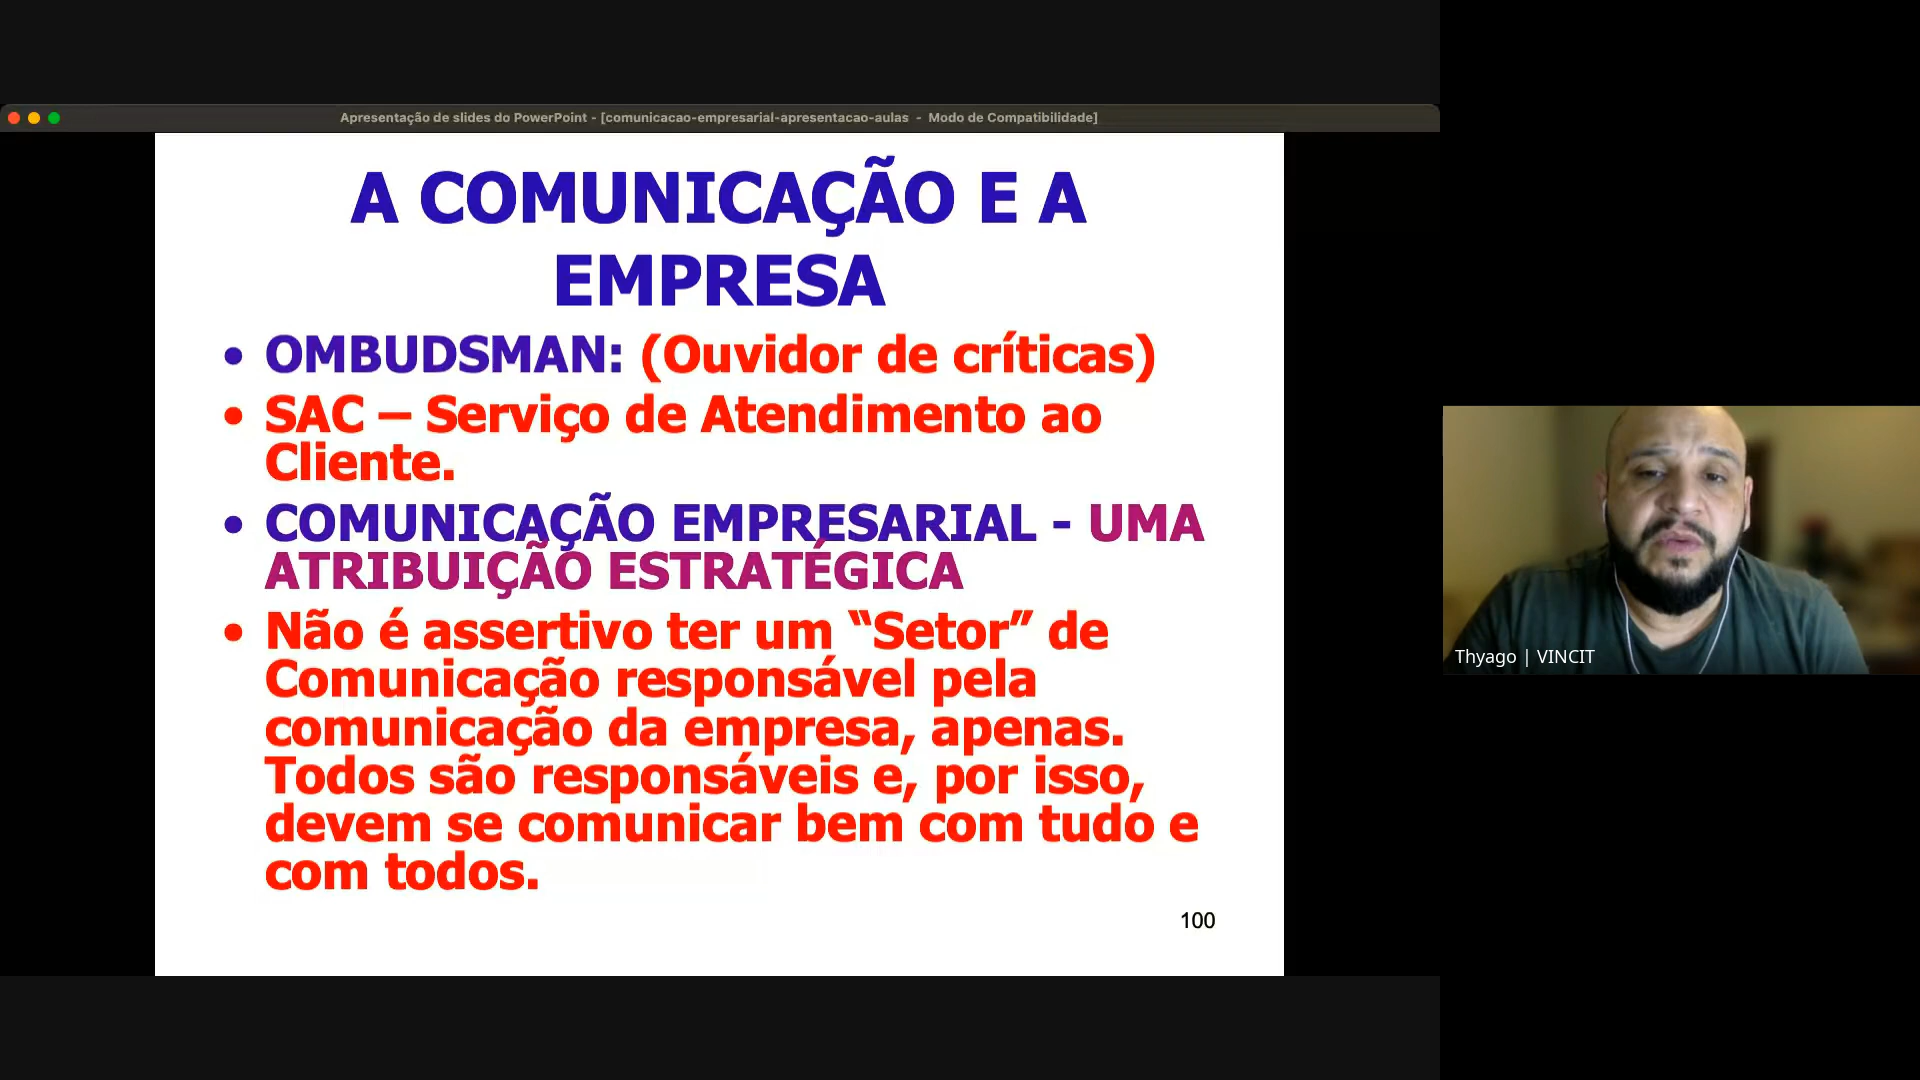 Apresentação de slides do PowerPoint - [comunicacao-empresarial-apresentacao-aulas - Modo de Compatibilidade]
A COMUNICAÇÃO E A
EMPRESA
• OMBUDSMAN: (Ouvidor de críticas)
• SAC – Serviço de Atendimento ao
Cliente.
• COMUNICAÇÃO EMPRESARIAL - UMA
ATRIBUIÇÃO ESTRATÉGICA
• Não é assertivo ter um “Setor” de
Comunicação responsável pela
comunicação da empresa, apenas.
Todos são responsáveis e, por isso,
devem se comunicar bem com tudo e
com todos.
100
Thyago | VINCIT